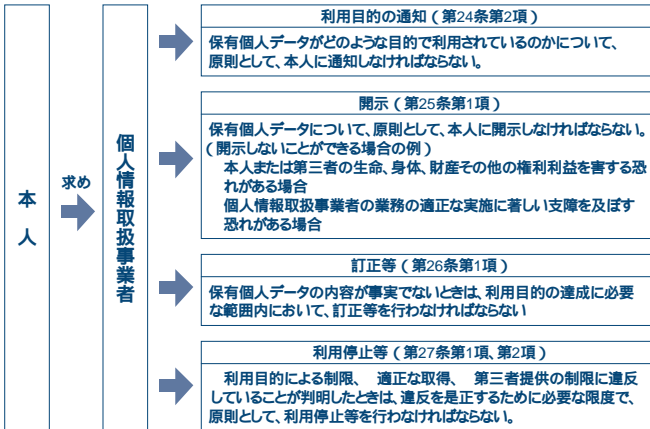 本人
求め
個人情報取扱事業者
利用目的の通知(第24条第2項)
保有個人データがどのような目的で利用されているのかについて、
原則として、本人に通知しなければならない。
開示(第25条第1項)
保有個人データについて、原則として、本人に開示しなければならない。
(開示しないことができる場合の例)
本人または第三者の生命、身体、財産その他の権利利益を害する恐
れがある場合
個人情報取扱事業者の業務の適正な実施に著しい支障を及ぼす
恐れがある場合
訂正等(第26条第1項)
保有個人データの内容が事実でないときは、利用目的の達成に必要
な範囲内において、訂正等を行わなければならない
利用停止等(第27条第1項、第2項)
利用目的による制限、 適正な取得、 第三者提供の制限に違反
していることが判明したときは、違反を是正するために必要な限度で、
原則として、利用停止等を行わなければならない。